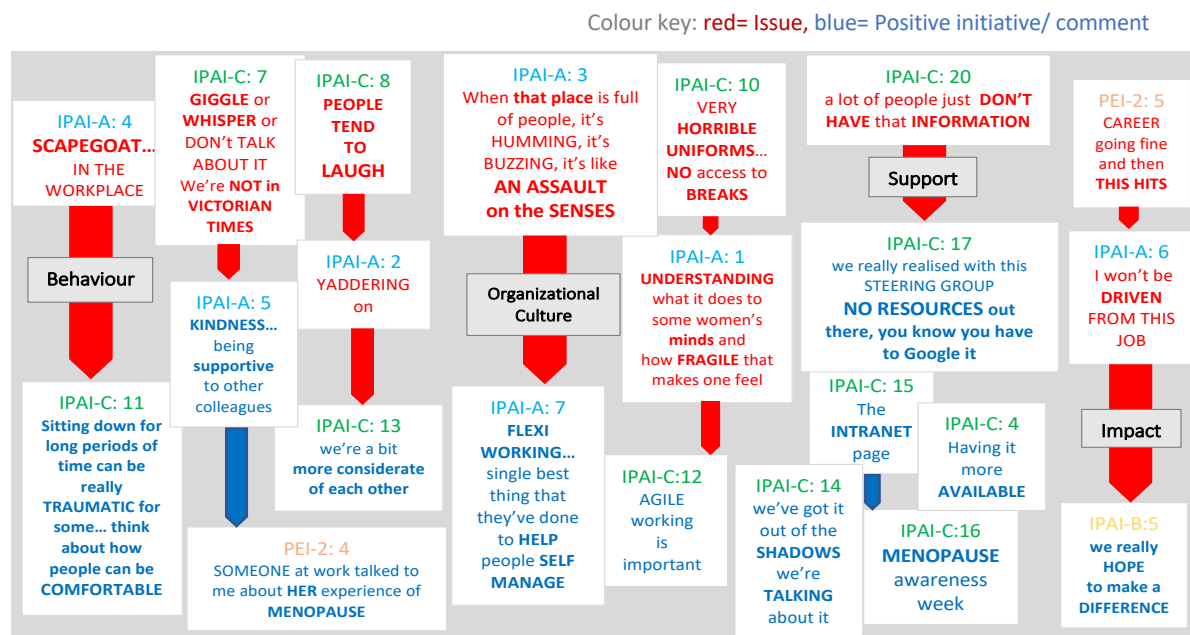 Colour key: red= Issue, blue= Positive initiative/ comment
IPAI-A: 4
SCAPEGOAT…
IN THE
WORKPLACE
Behaviour
IPAI-C: 11
Sitting down for
long periods of
time can be
really
TRAUMATIC for
some… think
about how
people can be
COMFORTABLE
IPAI-C: 7
GIGGLE or
WHISPER or
DON’T TALK
ABOUT IT
We’re NOT in
VICTORIAN
TIMES
IPAI-A: 5
KINDNESS…
being
supportive
to other
colleagues
PEI-2: 4
SOMEONE at work talked to
me about HER experience of
MENOPAUSE
IPAI-C: 8
PEOPLE
TEND
TO
LAUGH
IPAI-A: 2
YADDERING
on
IPAI-C: 13
we’re a bit
more considerate
of each other
IPAI-A: 3
When that place is full
of people, it’s
HUMMING, it’s
BUZZING, it’s like
AN ASSAULT
on the SENSES
Organizational
Culture
IPAI-A: 7
FLEXI
WORKING…
single best
thing that
they’ve done
to HELP
people SELF
MANAGE
IPAI-C: 10
VERY
HORRIBLE
UNIFORMS…
NO access to
BREAKS
IPAI-A: 1
UNDERSTANDING
what it does to
some women’s
minds and
how FRAGILE that
makes one feel
IPAI-C:12
AGILE
working
is
important
IPAI-C: 20
a lot of people just DON’T
HAVE that INFORMATION
Support
IPAI-C: 17
we really realised with this
STEERING GROUP
NO RESOURCES out
there, you know you have
to Google it
IPAI-C: 15
The
INTRANET
page
IPAI-C: 4
Having it
more
AVAILABLE
IPAI-C: 14
we’ve got it
out of the
SHADOWS
we’re
TALKING
about it
IPAI-C:16
MENOPAUSE
awareness
week
PEI-2: 5
CAREER
going fine
and then
THIS HITS
IPAI-A: 6
I won’t be
DRIVEN
FROM THIS
JOB
Impact
IPAI-B:5
we really
HOPE
to make a
DIFFERENCE